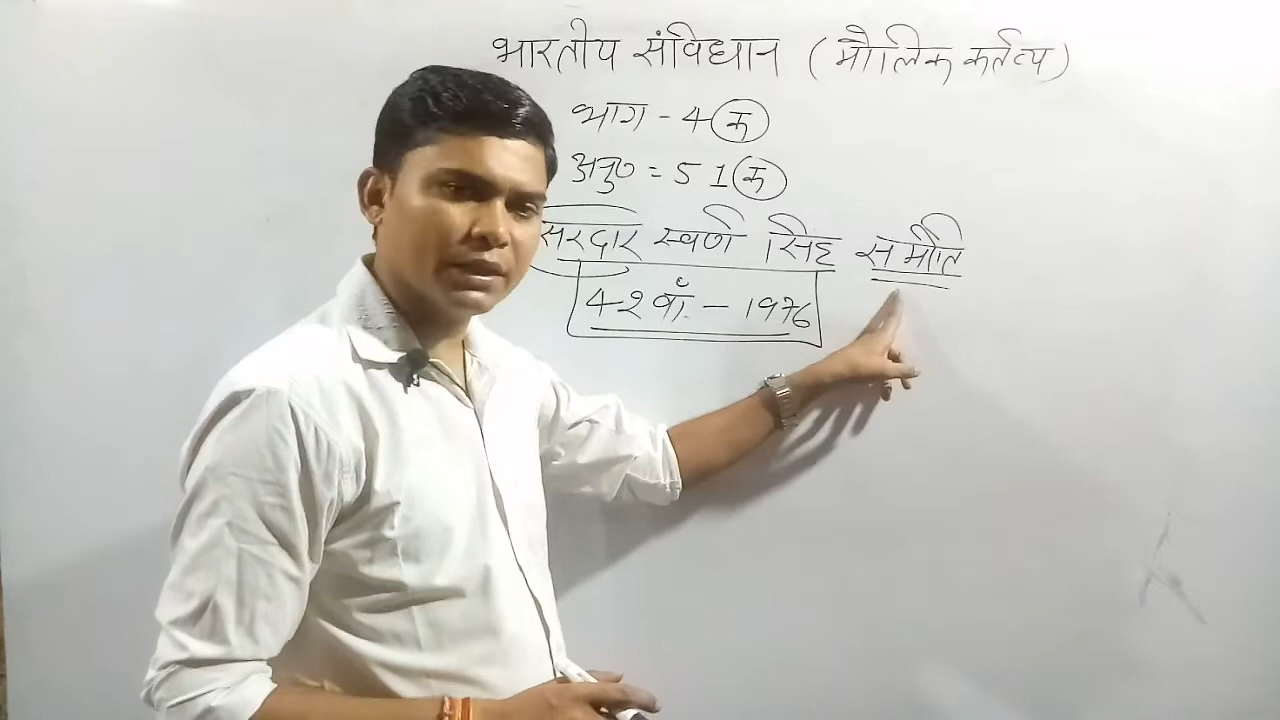 भारतीय संविधान (मौलिक कर्तव्य)
भाग - 4 क
अनु० = 51 क
सरदार स्वर्ण सिंह समिति
42 वाँ - 1976